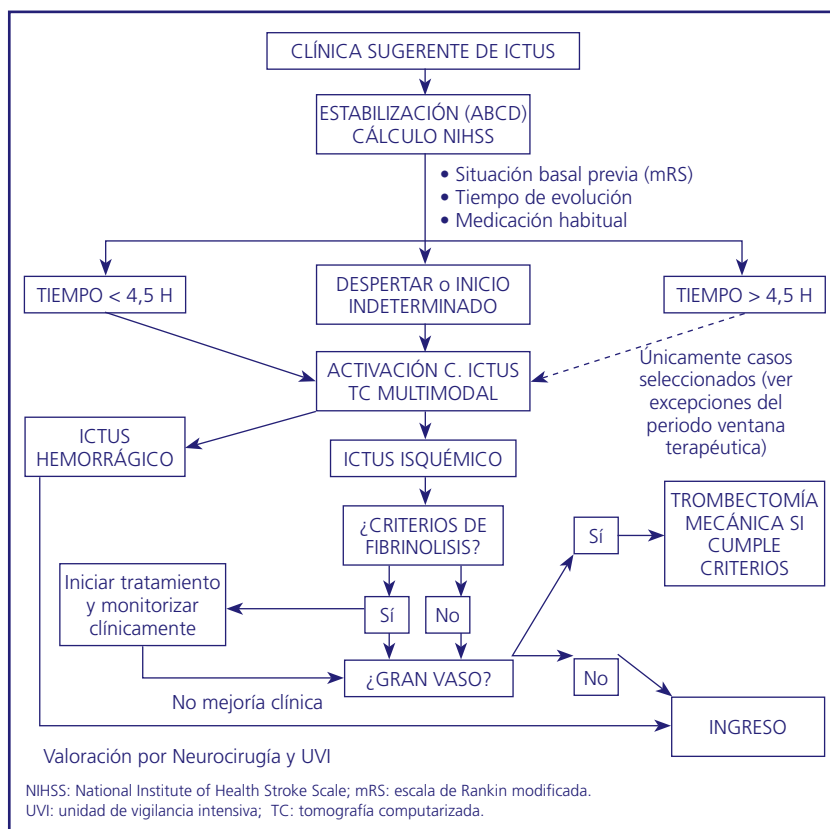 CLÍNICA SUGERENTE DE ICTUS
ESTABILIZACIÓN (ABCD)
CÁLCULO NIHSS
• Situación basal previa (mRS)
• Tiempo de evolución
• Medicación habitual
TIEMPO < 4,5 H
DESPERTAR o INICIO
INDETERMINADO
TIEMPO > 4,5 H
ACTIVACIÓN C. ICTUS
TC MULTIMODAL
Únicamente casos
seleccionados (ver
excepciones del
periodo ventana
terapéutica)
ICTUS
HEMORRÁGICO
ICTUS ISQUÉMICO
¿CRITERIOS DE
FIBRINOLISIS?
TROMBECTOMÍA
MECÁNICA SI
CUMPLE
CRITERIOS
Sí
Iniciar tratamiento
y monitorizar
clínicamente
Sí
No
¿GRAN VASO?
No
No mejoría clínica
INGRESO
Valoración por Neurocirugía y UVI
NIHSS: National Institute of Health Stroke Scale; mRS: escala de Rankin modificada.
UVI: unidad de vigilancia intensiva; TC: tomografía computarizada.